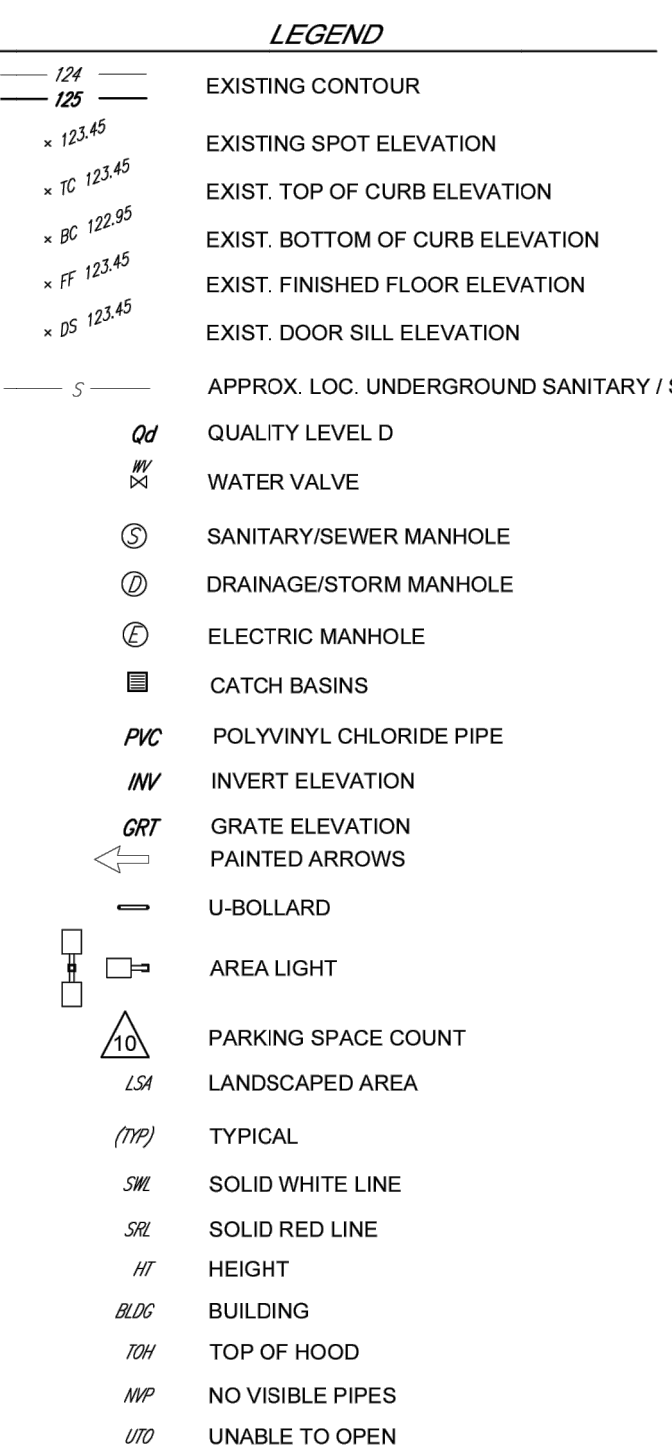 LEGEND
124
125 EXISTING CONTOUR
× 123.45 EXISTING SPOT ELEVATION
× TC 123.45 EXIST. TOP OF CURB ELEVATION
× BC 122.95 EXIST. BOTTOM OF CURB ELEVATION
× FF 123.45 EXIST. FINISHED FLOOR ELEVATION
× DS 123.45 EXIST. DOOR SILL ELEVATION
S APPROX. LOC. UNDERGROUND SANITARY /
Qd QUALITY LEVEL D
WV WATER VALVE
S SANITARY/SEWER MANHOLE
D DRAINAGE/STORM MANHOLE
E ELECTRIC MANHOLE
CATCH BASINS
PVC POLYVINYL CHLORIDE PIPE
INV INVERT ELEVATION
GRT GRATE ELEVATION
PAINTED ARROWS
U-BOLLARD
AREA LIGHT
10 PARKING SPACE COUNT
LSA LANDSCAPED AREA
(TYP) TYPICAL
SWL SOLID WHITE LINE
SRL SOLID RED LINE
HT HEIGHT
BLDG BUILDING
TOH TOP OF HOOD
NVP NO VISIBLE PIPES
UTO UNABLE TO OPEN